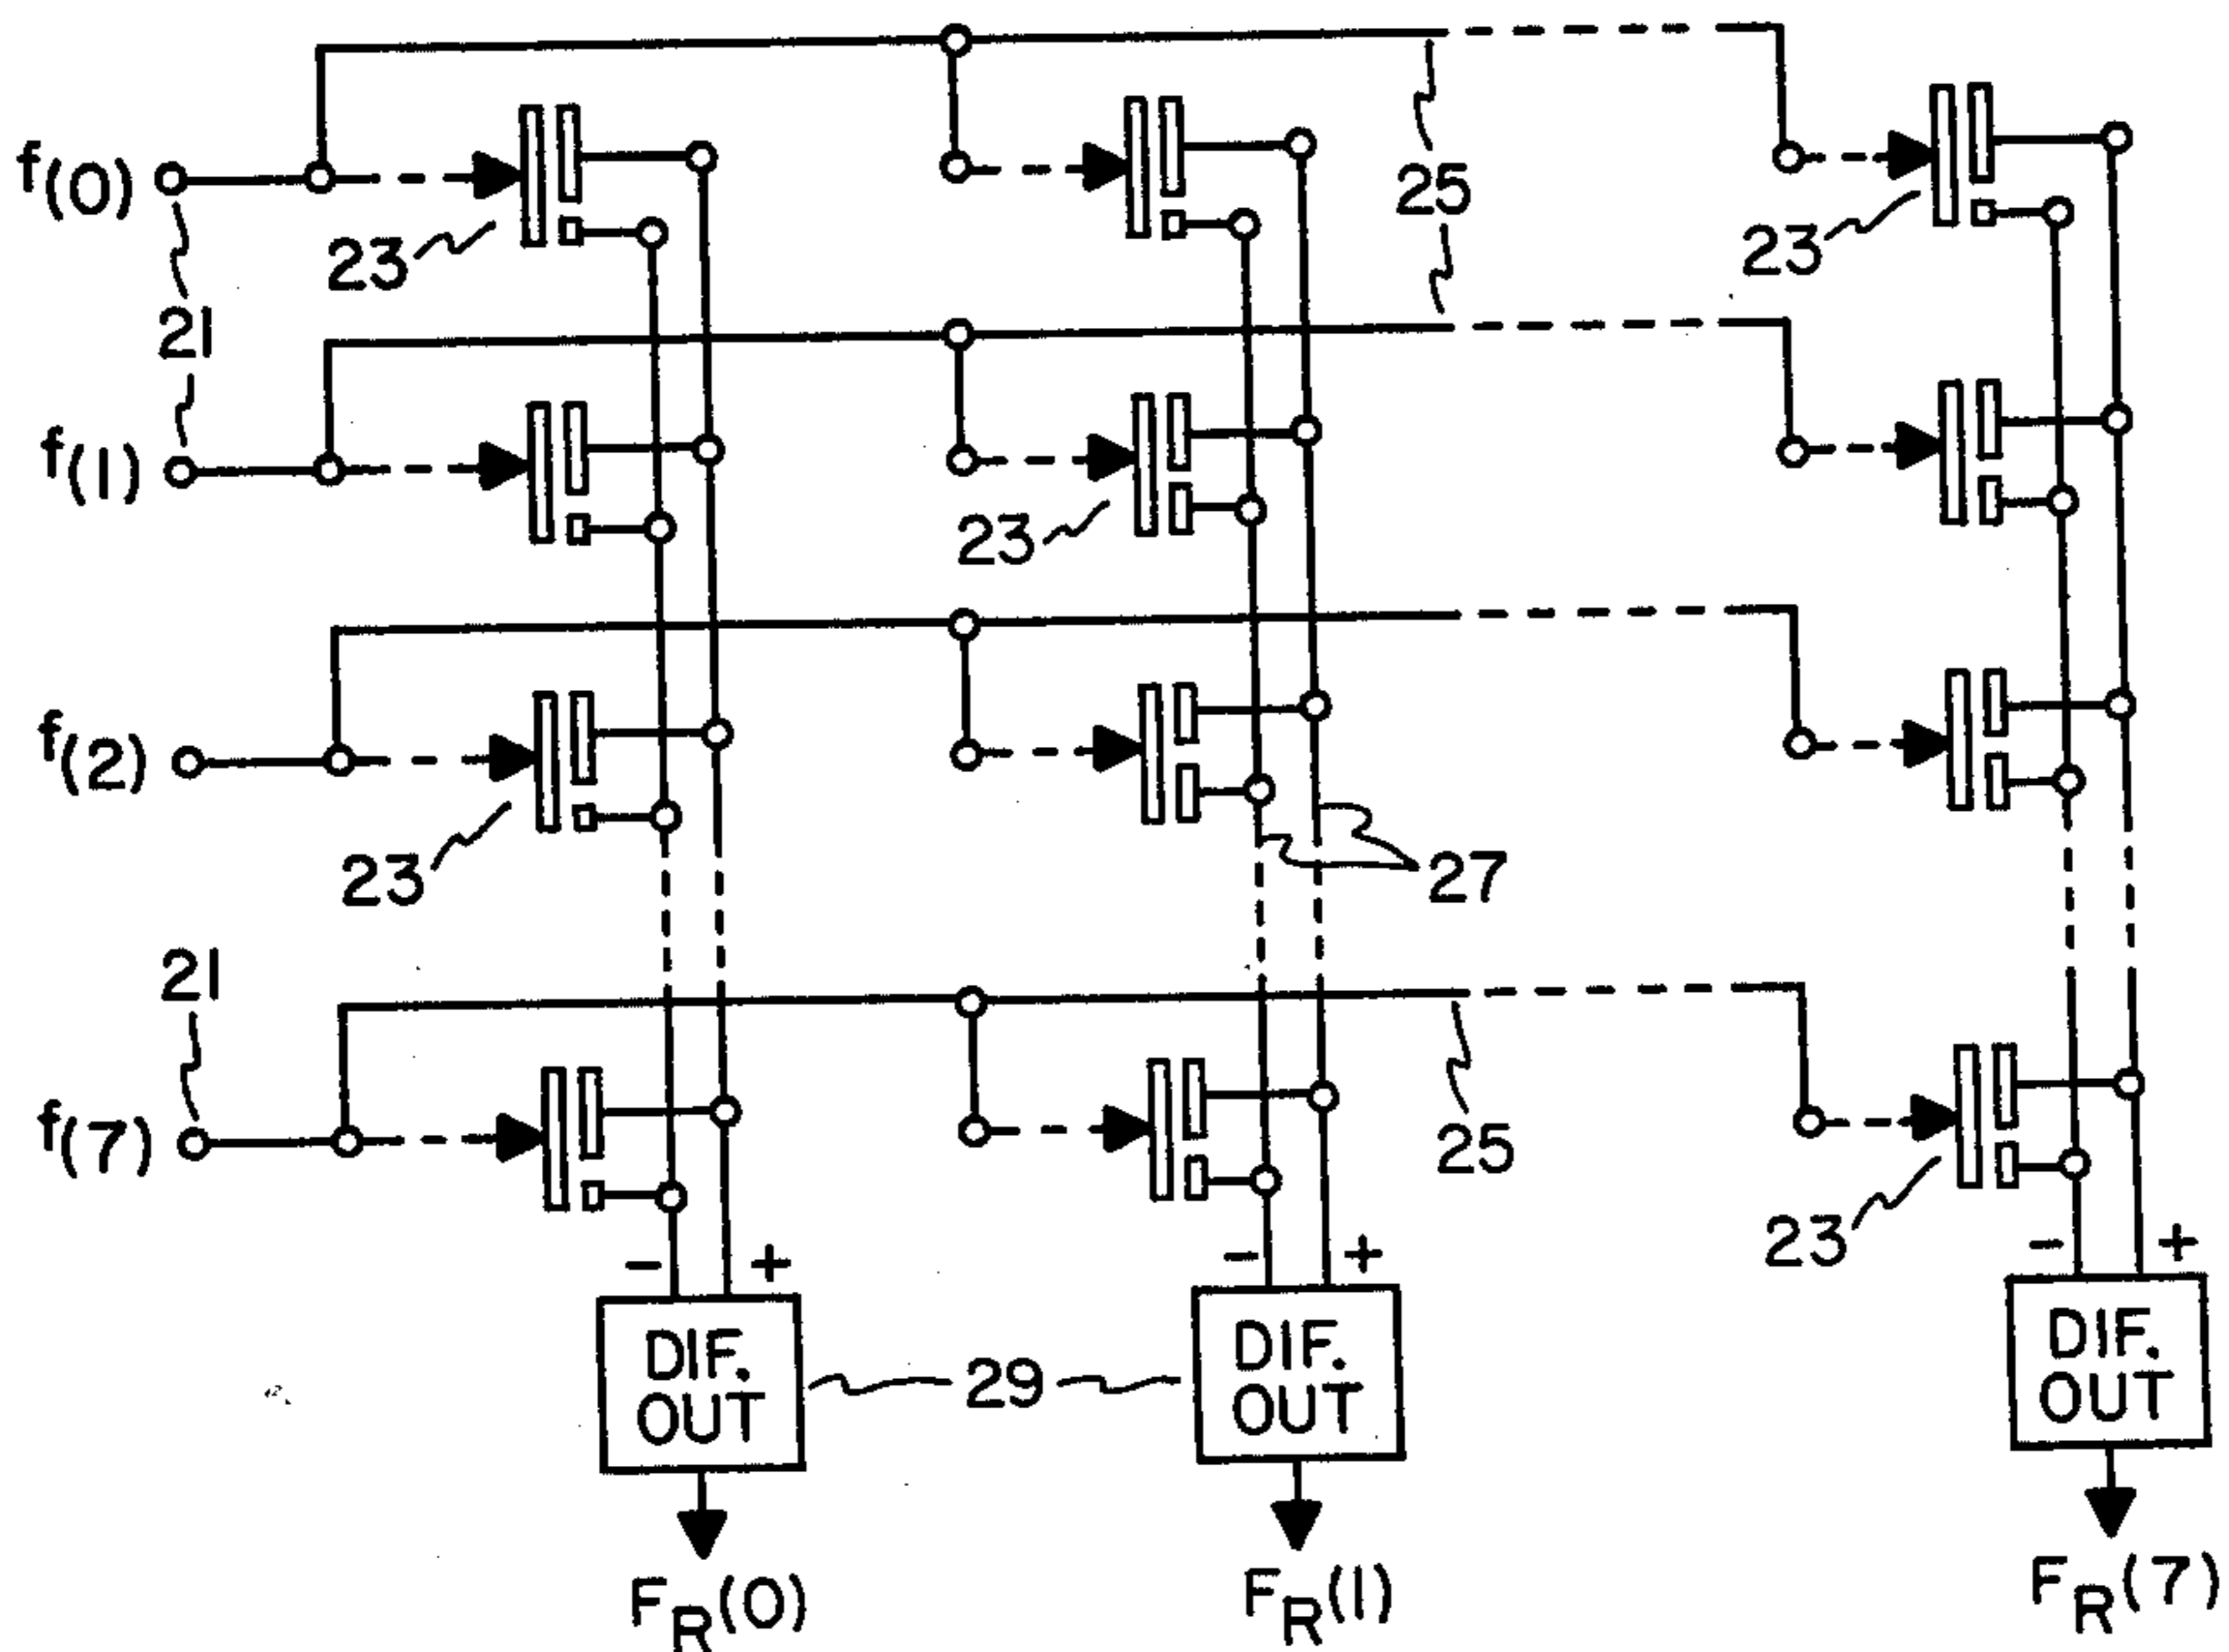 f(0)
25
23
23
21
f(1)
23
f(2)
23
27
21
f(7)
25
23
- +
- +
- +
DIF.
OUT
29
DIF.
OUT
DIF.
OUT
FR(0)
FR(1)
FR(7)